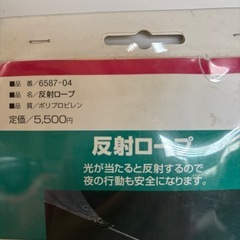 ■品　番／6587-04
■品　名／反射ロープ
■品　質／ポリプロピレン
定価／5,500円
反射ロープ
光が当たると反射するので
夜の行動も安全になります。